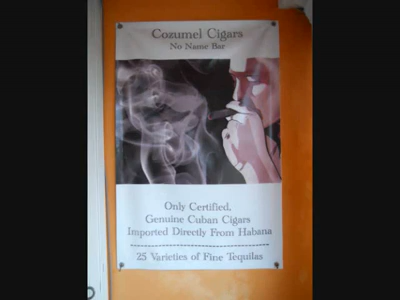 Cozumel Cigars
No Name Bar
Only Certified,
Genuine Cuban Cigars
Imported Directly From Habana
25 Varieties of Fine Tequilas